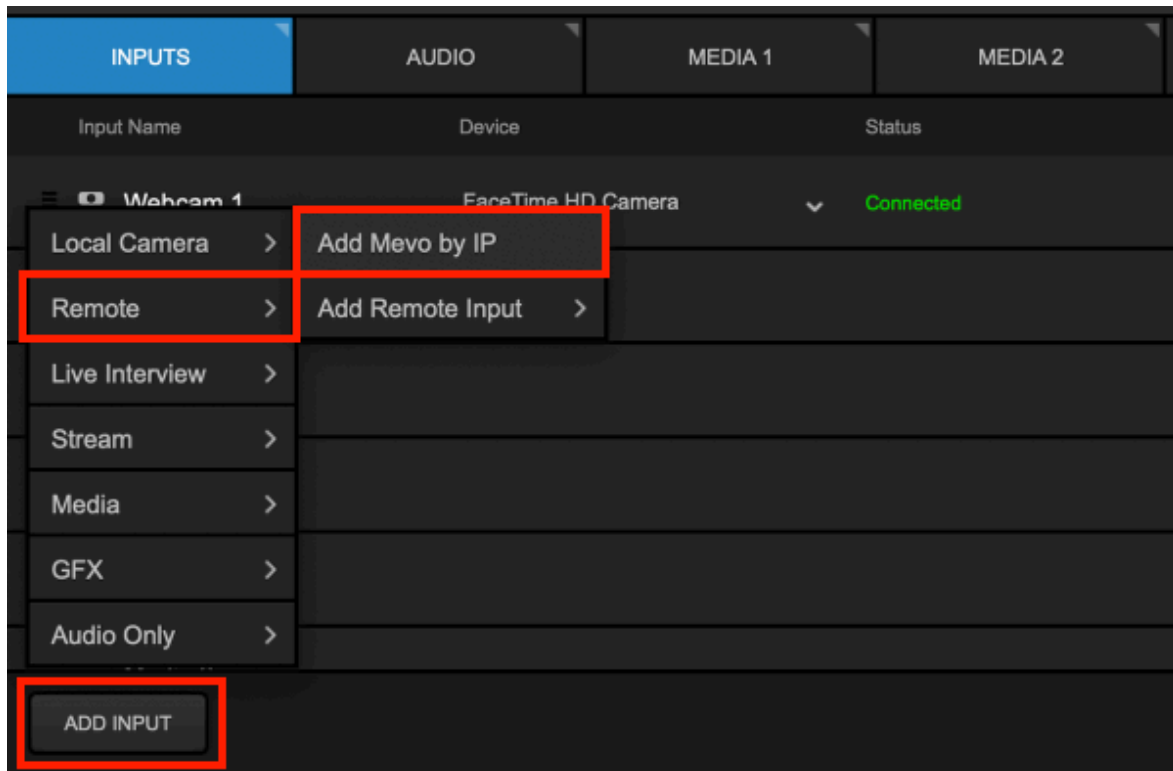 INPUTS AUDIO MEDIA 1 MEDIA 2
Input Name Device Status
Webcam 1 FaceTime HD Camera Connected
Local Camera > Add Mevo by IP
Remote > Add Remote Input >
Live Interview >
Stream >
Media >
GFX >
Audio Only >
ADD INPUT